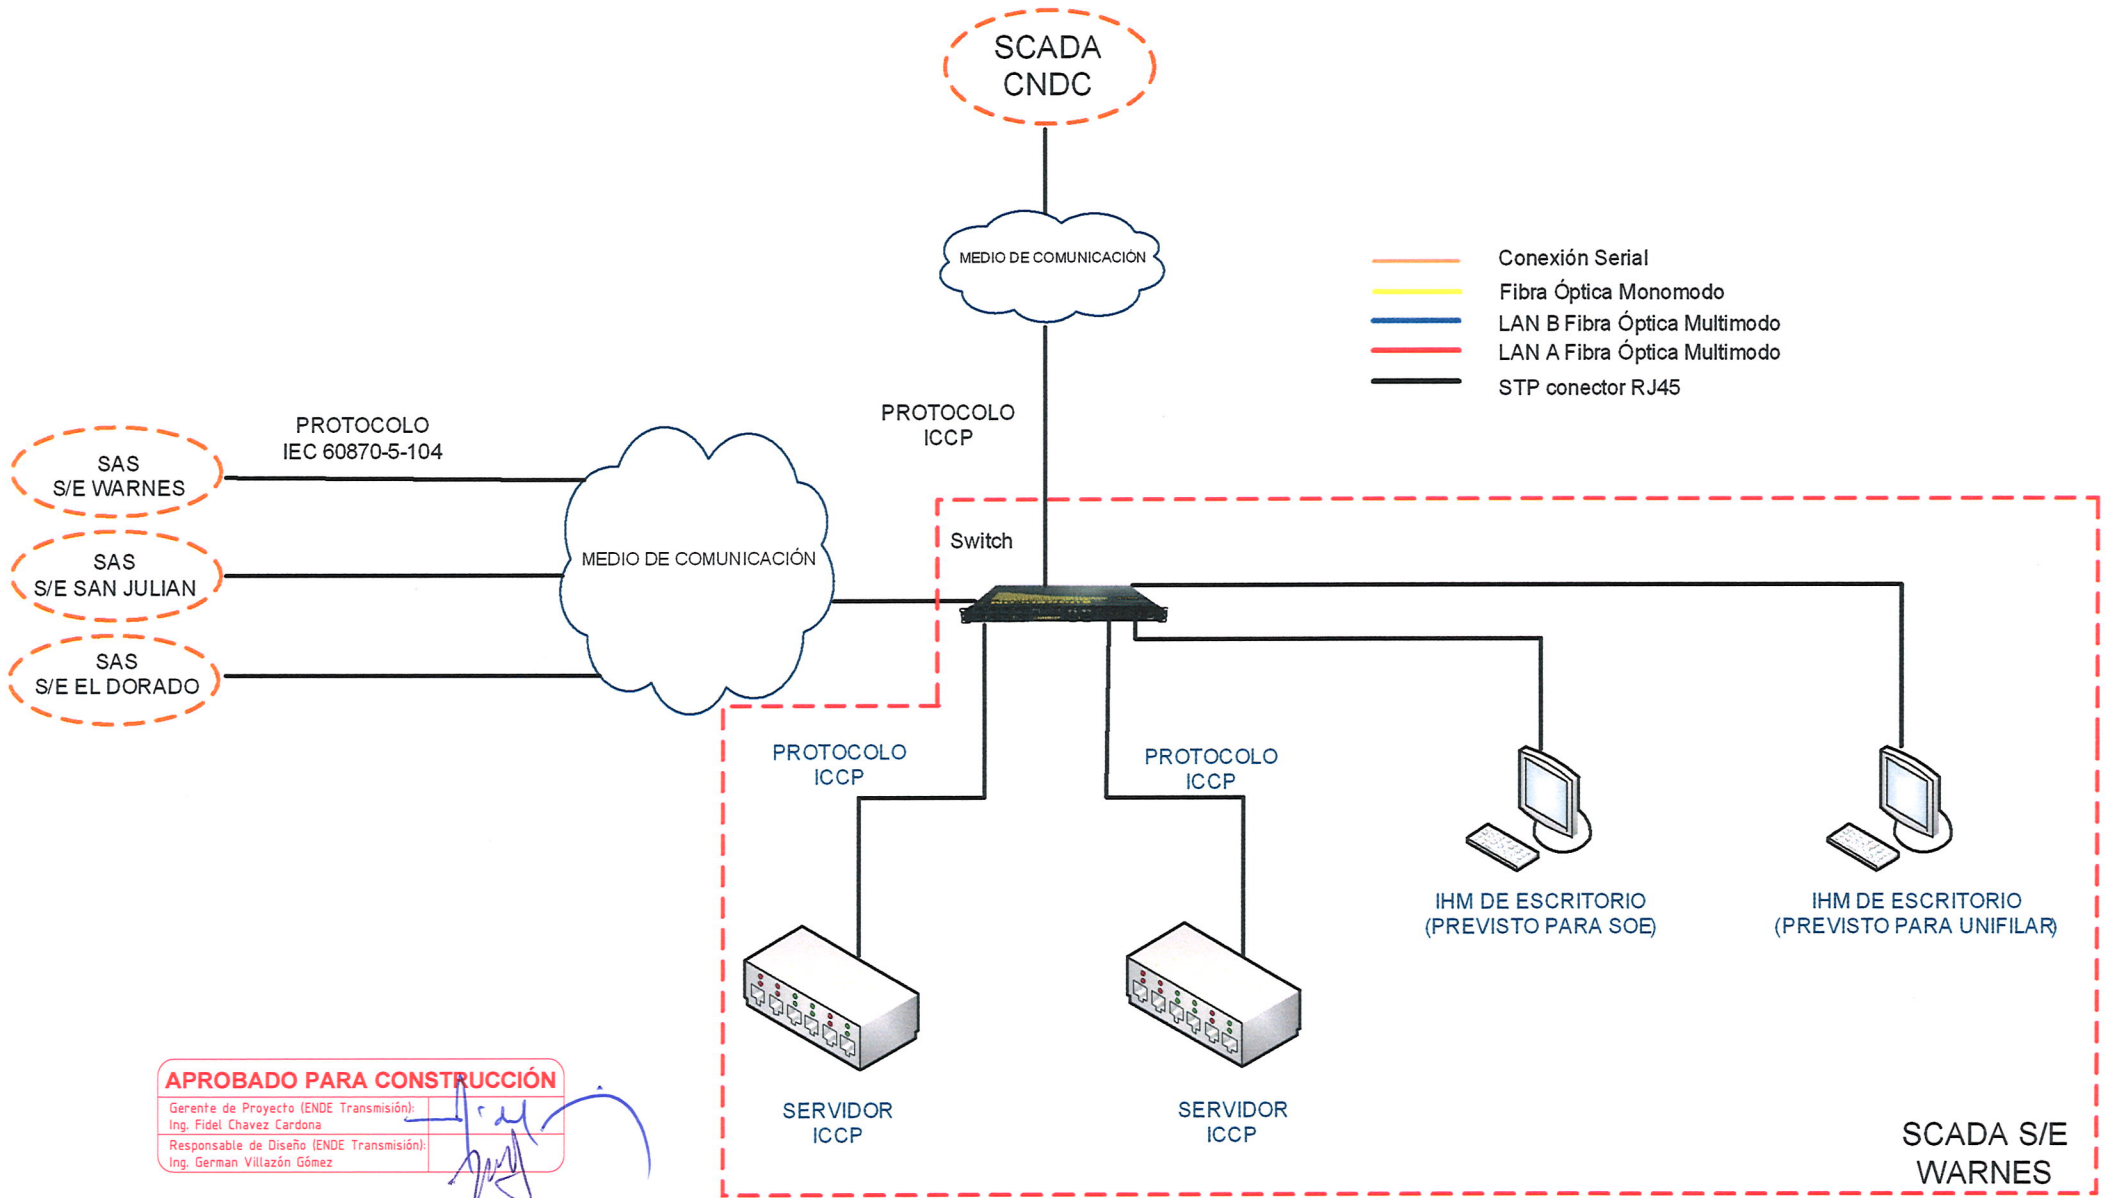 SCADA
CNDC
MEDIO DE COMUNICACIÓN
Conexión Serial
Fibra Óptica Monomodo
LAN B Fibra Óptica Multimodo
LAN A Fibra Óptica Multimodo
STP conector RJ45
PROTOCOLO
ICCP
PROTOCOLO
IEC 60870-5-104
SAS
S/E WARNES
SAS
S/E SAN JULIAN
SAS
S/E EL DORADO
MEDIO DE COMUNICACIÓN
Switch
PROTOCOLO
ICCP
PROTOCOLO
ICCP
IHM DE ESCRITORIO
(PREVISTO PARA SOE)
IHM DE ESCRITORIO
(PREVISTO PARA UNIFILAR)
SERVIDOR
ICCP
SERVIDOR
ICCP
SCADA S/E
WARNES
APROBADO PARA CONSTRUCCIÓN
Gerente de Proyecto (ENDE Transmisión):
Ing. Fidel Chavez Cardona
Responsable de Diseño (ENDE Transmisión):
Ing. German Villazón Gómez